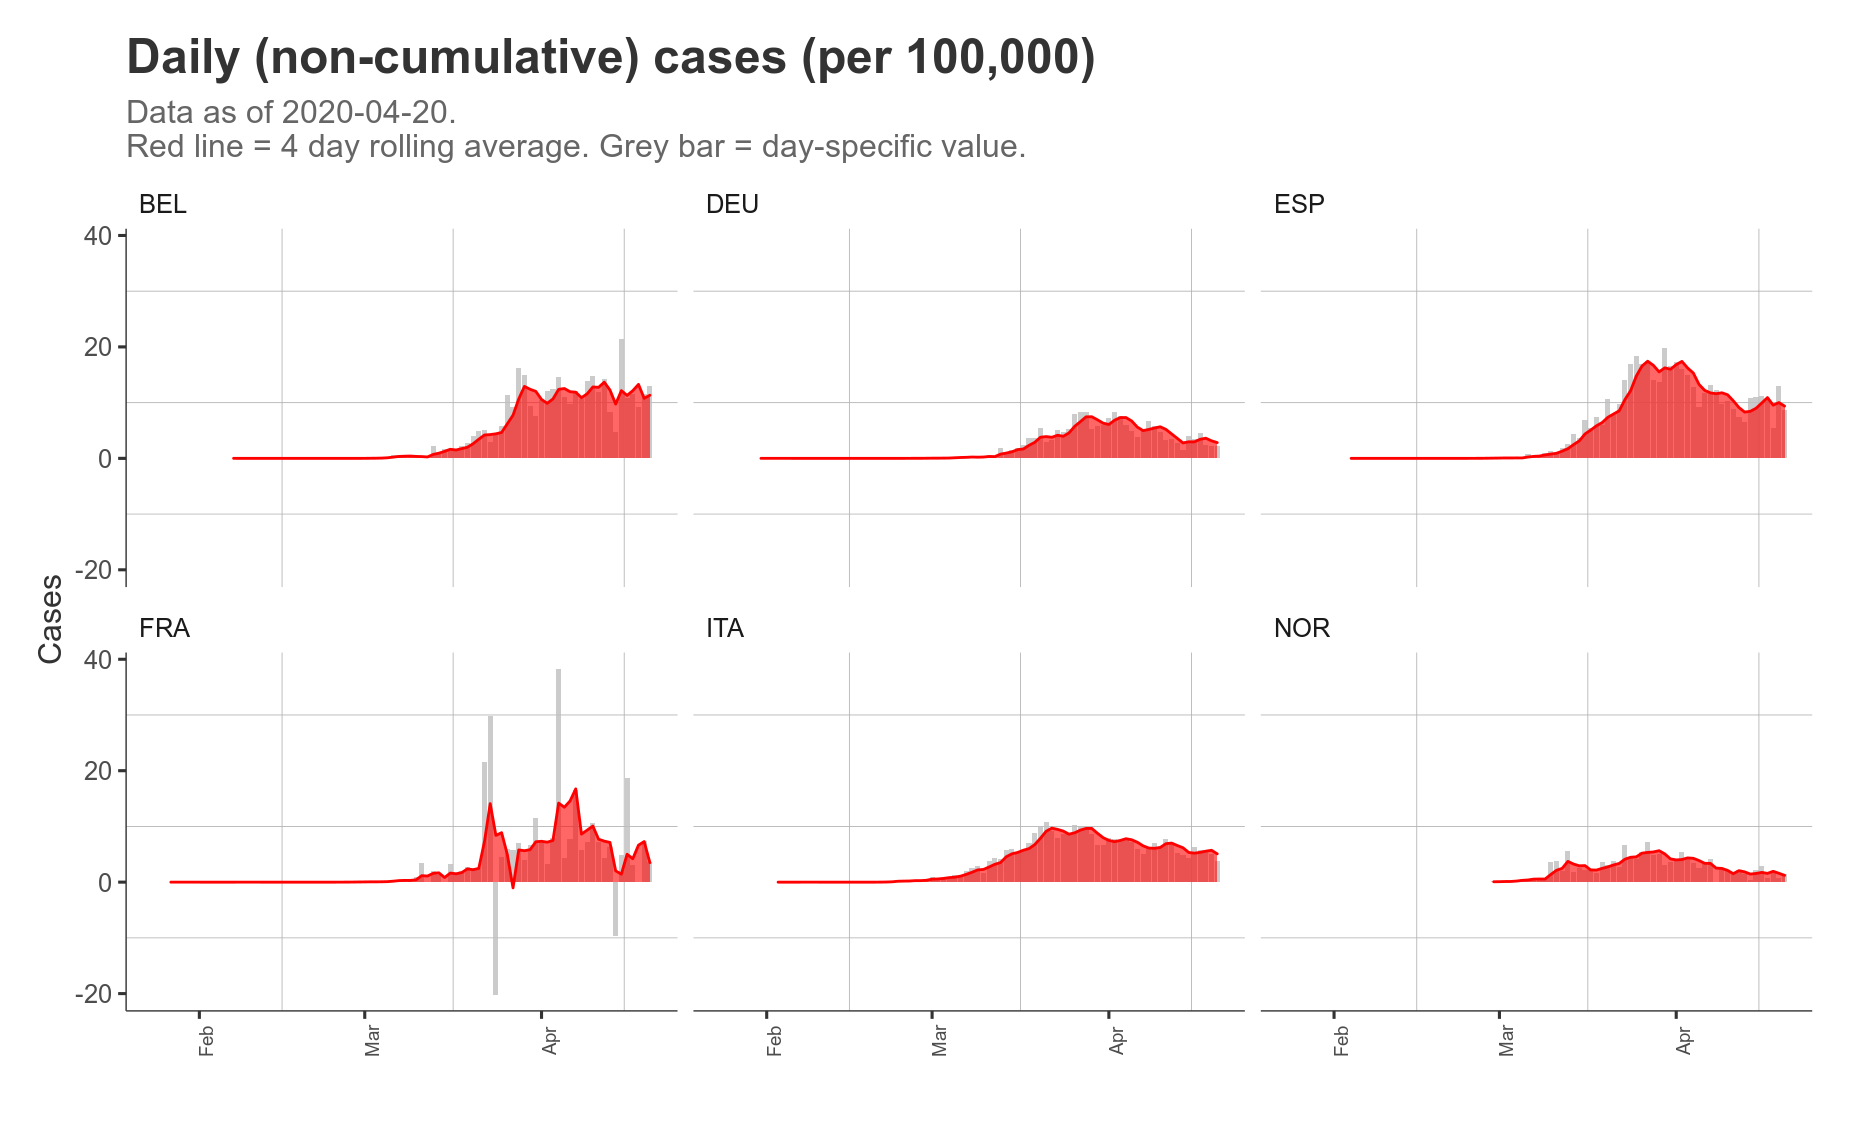 Daily (non-cumulative) cases (per 100,000)
Data as of 2020-04-20.
Red line = 4 day rolling average. Grey bar = day-specific value.
BEL
DEU
ESP
40
20
0
-20
Cases
FRA
ITA
NOR
40
20
0
-20
Feb
Mar
Apr
Feb
Mar
Apr
Feb
Mar
Apr